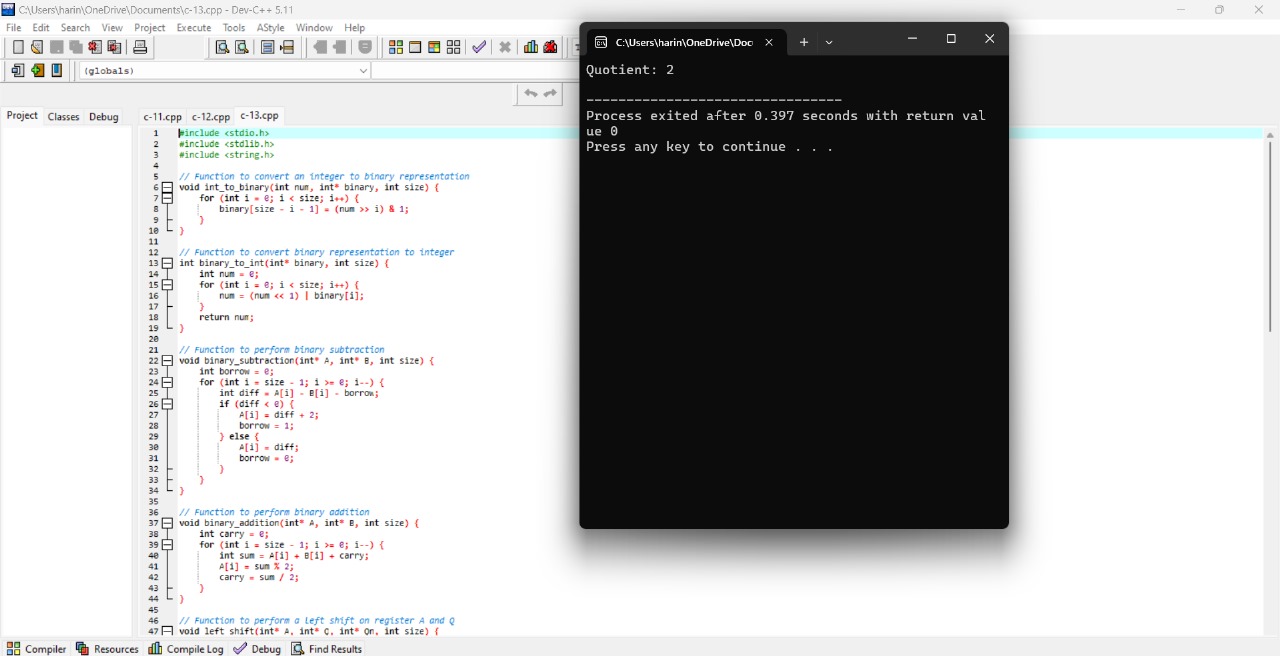 C:\Users\harin\OneDrive\Documents\c-13.cpp - Dev-C++ 5.11
File Edit Search View Project Execute Tools AStyle Window Help
(globals)
Project Classes Debug
c-11.cpp c-12.cpp c-13.cpp
1 #include <stdio.h>
2 #include <stdlib.h>
3 #include <string.h>
4
5 // Function to convert an integer to binary representation
6 void int_to_binary(int num, int* binary, int size) {
7 for (int i = 0; i < size; i++) {
8 binary[size - i - 1] = (num >> i) & 1;
9 }
10 }
11
12 // Function to convert binary representation to integer
13 int binary_to_int(int* binary, int size) {
14 int num = 0;
15 for (int i = 0; i < size; i++) {
16 num = (num << 1) | binary[i];
17 }
18 return num;
19 }
20
21 // Function to perform binary subtraction
22 void binary_subtraction(int* A, int* B, int size) {
23 int borrow = 0;
24 for (int i = size - 1; i >= 0; i--) {
25 int diff = A[i] - B[i] - borrow;
26 if (diff < 0) {
27 A[i] = diff + 2;
28 borrow = 1;
29 } else {
30 A[i] = diff;
31 borrow = 0;
32 }
33 }
34 }
35
36 // Function to perform binary addition
37 void binary_addition(int* A, int* B, int size) {
38 int carry = 0;
39 for (int i = size - 1; i >= 0; i--) {
40 int sum = A[i] + B[i] + carry;
41 A[i] = sum % 2;
42 carry = sum / 2;
43 }
44 }
45
46 // Function to perform a left shift on register A and Q
47 void left_shift(int* A, int* Q, int* Qn, int size) {
C:\Users\harin\OneDrive\Doc
Quotient: 2
--------------------------------
Process exited after 0.397 seconds with return val
ue 0
Press any key to continue . . .
Compiler Resources Compile Log Debug Find Results